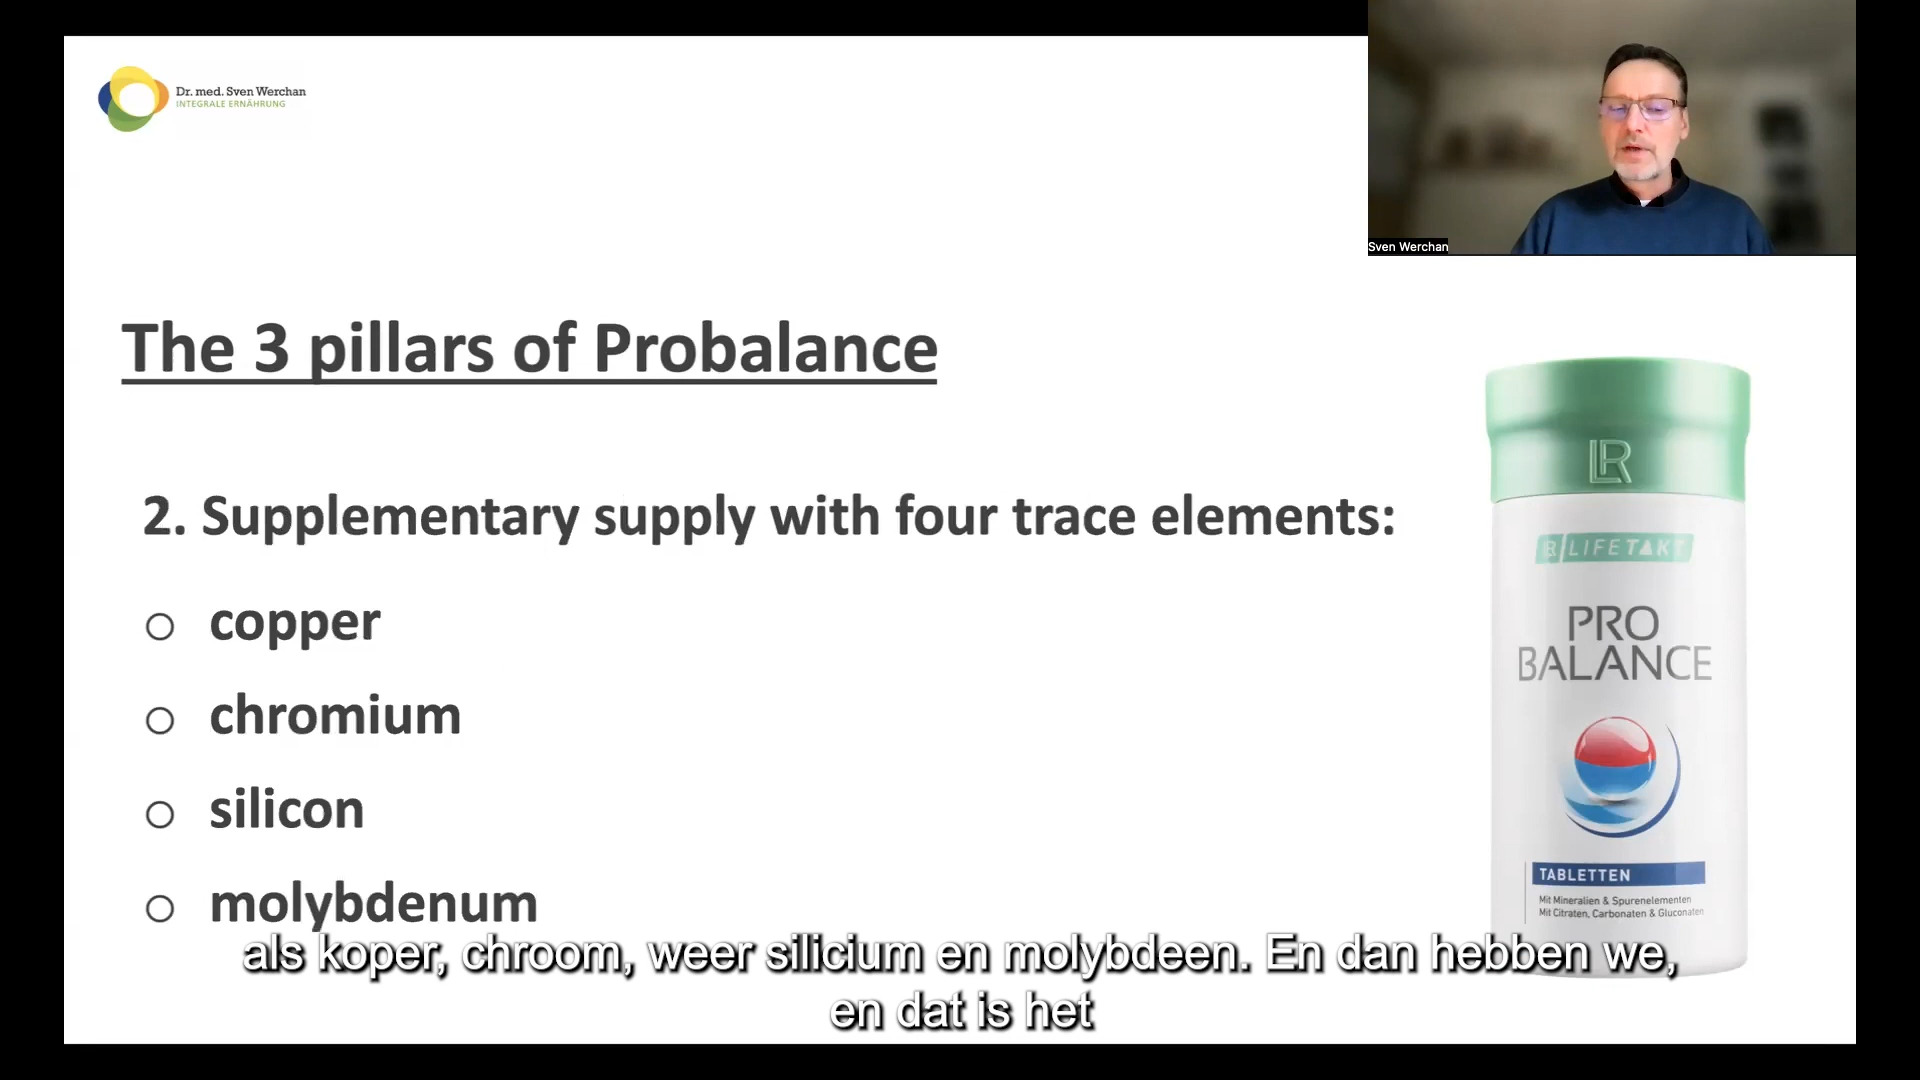 Dr. med. Sven Werchan
INTEGRALE ERNÄHRUNG
Sven Werchan
The 3 pillars of Probalance
2. Supplementary supply with four trace elements:
o copper
o chromium
o silicon
o molybdenum
LR
LR LIFETAKT
PRO
BALANCE
TABLETTEN
Mit Mineralien & Spurenelementen
Mit Citraten, Carbonaten & Gluconaten
als koper, chroom, weer silicium en molybdeen. En dan hebben we,
en dat is het